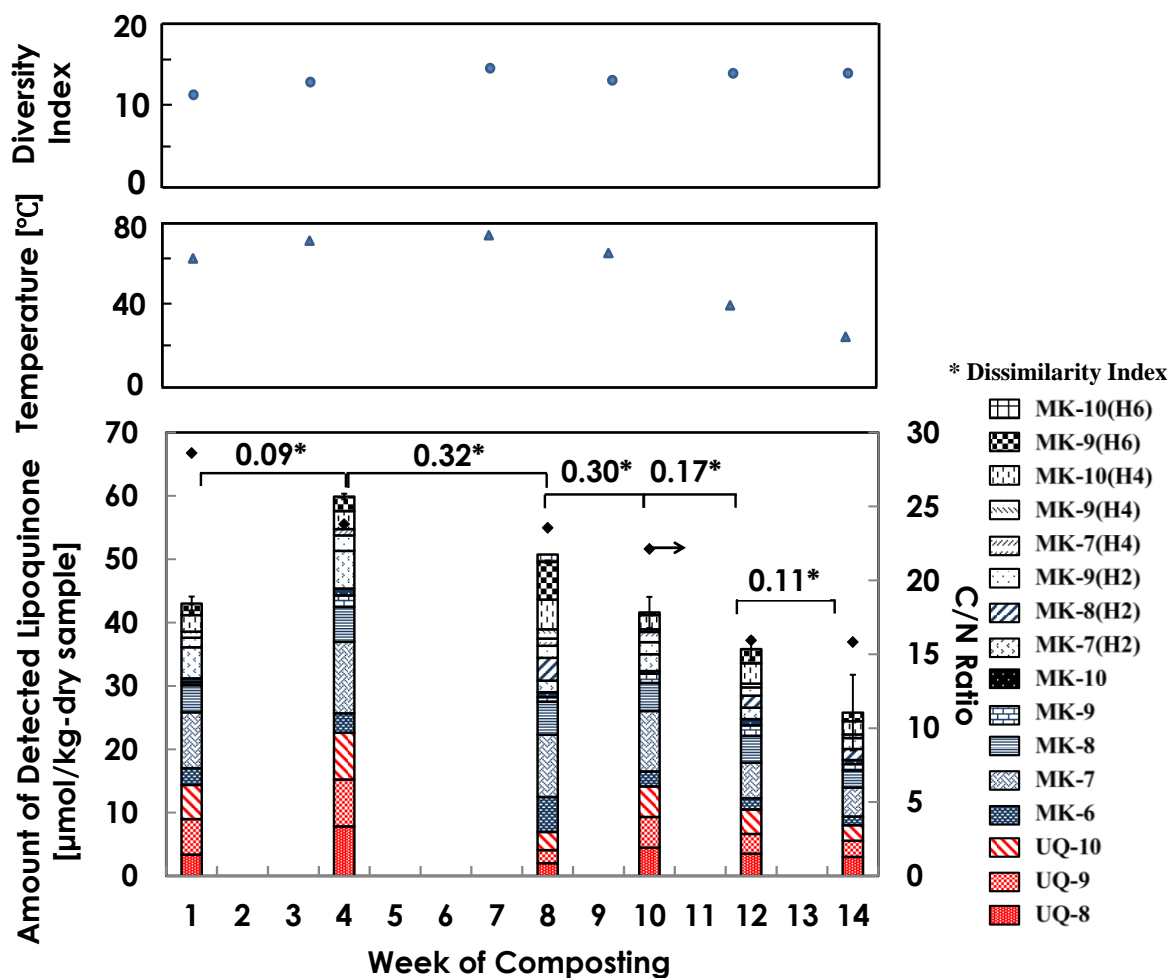 20
10
0
Diversity
Index
80
40
0
Temperature [℃]
70
60
50
40
30
20
10
0
Amount of Detected Lipoquinone
[µmol/kg-dry sample]
0.09*
0.32*
0.30*
0.17*
0.11*
30
25
20
15
10
5
0
C/N Ratio
1 2 3 4 5 6 7 8 9 10 11 12 13 14
Week of Composting
* Dissimilarity Index
MK-10(H6)
MK-9(H6)
MK-10(H4)
MK-9(H4)
MK-7(H4)
MK-9(H2)
MK-8(H2)
MK-7(H2)
MK-10
MK-9
MK-8
MK-7
MK-6
UQ-10
UQ-9
UQ-8